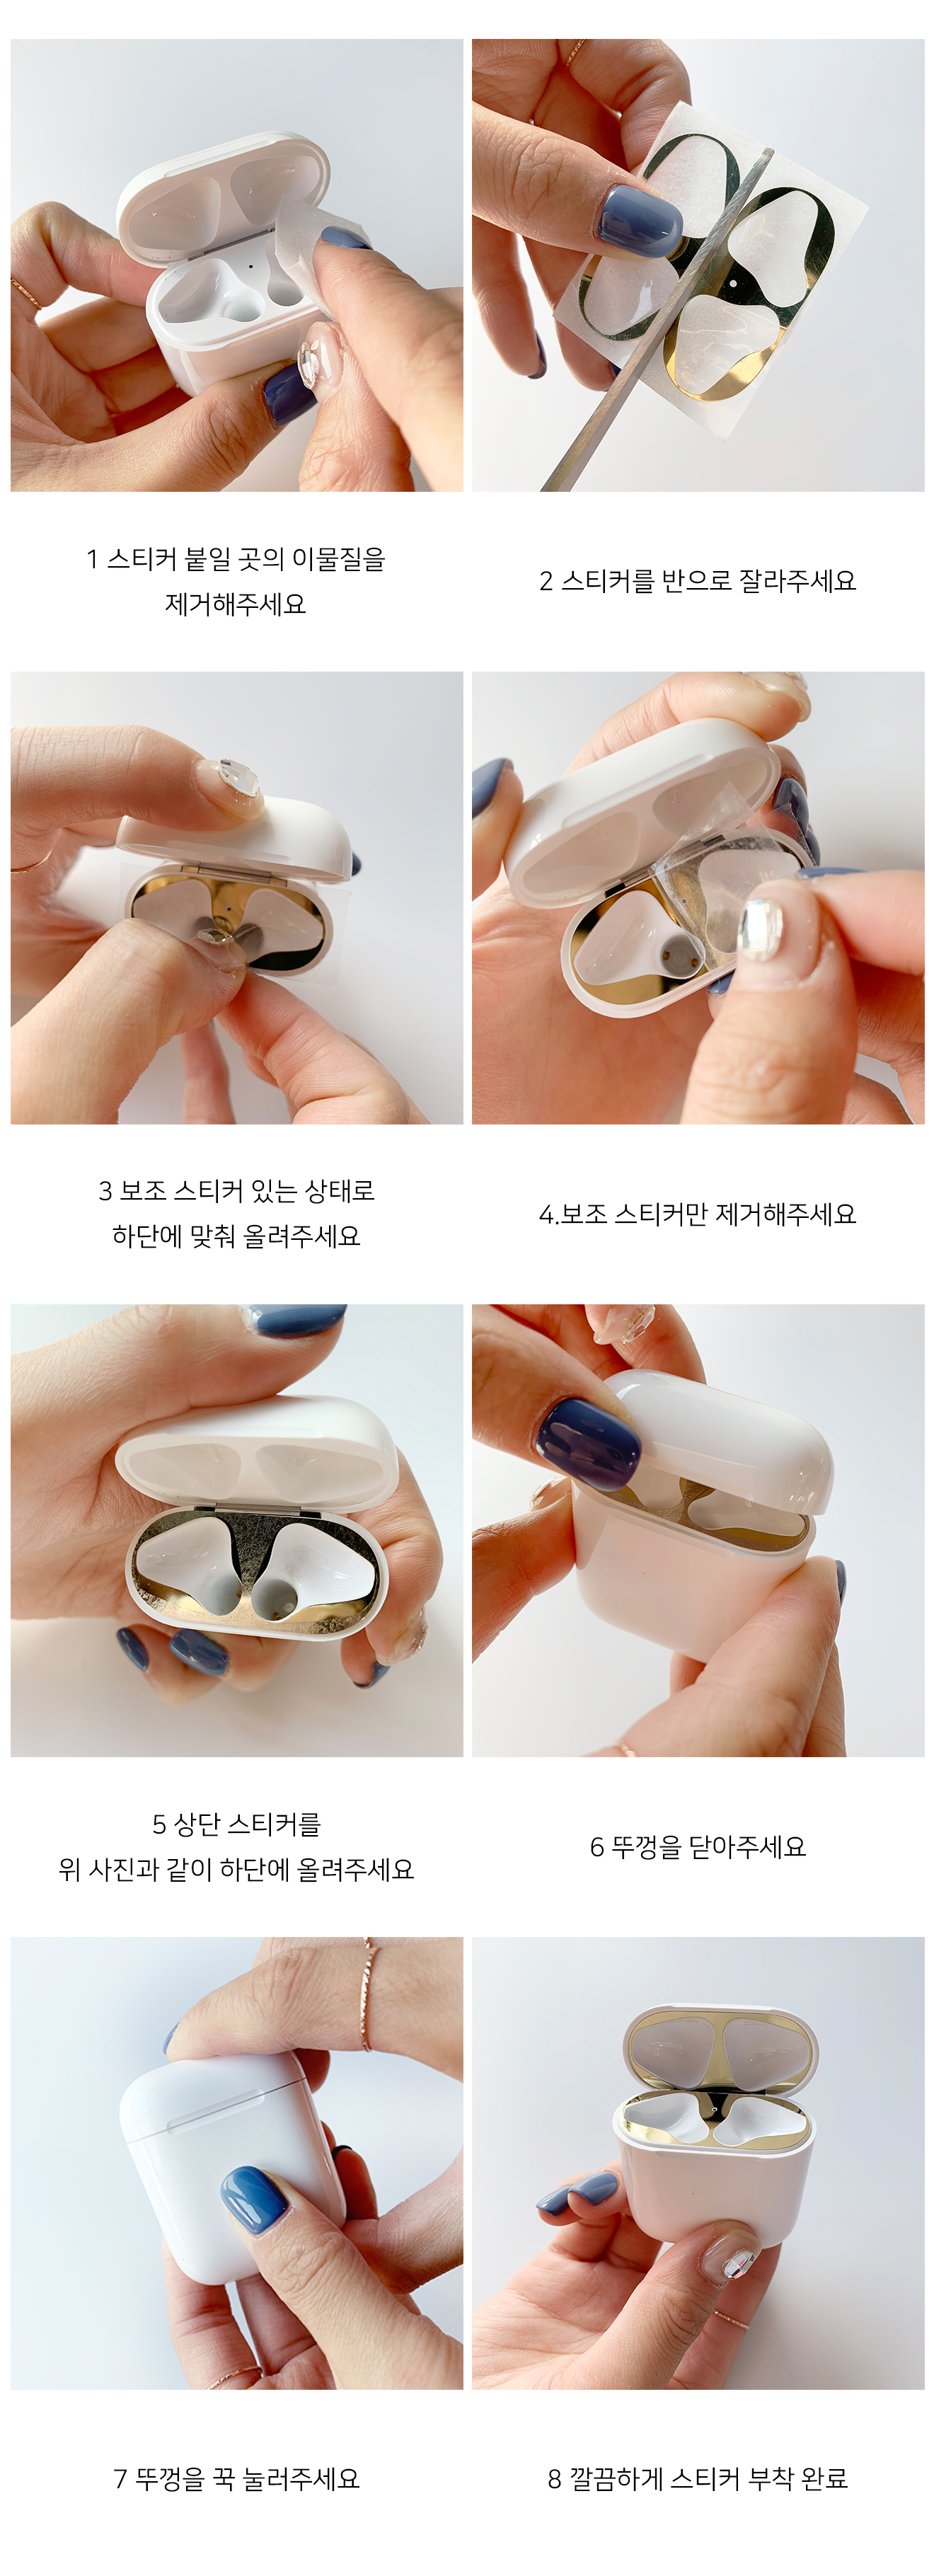 1 스티커 붙일 곳의 이물질을
제거해주세요
2 스티커를 반으로 잘라주세요
3 보조 스티커 있는 상태로
하단에 맞춰 올려주세요
4.보조 스티커만 제거해주세요
5 상단 스티커를
위 사진과 같이 하단에 올려주세요
6 뚜껑을 닫아주세요
7 뚜껑을 꾹 눌러주세요
8 깔끔하게 스티커 부착 완료